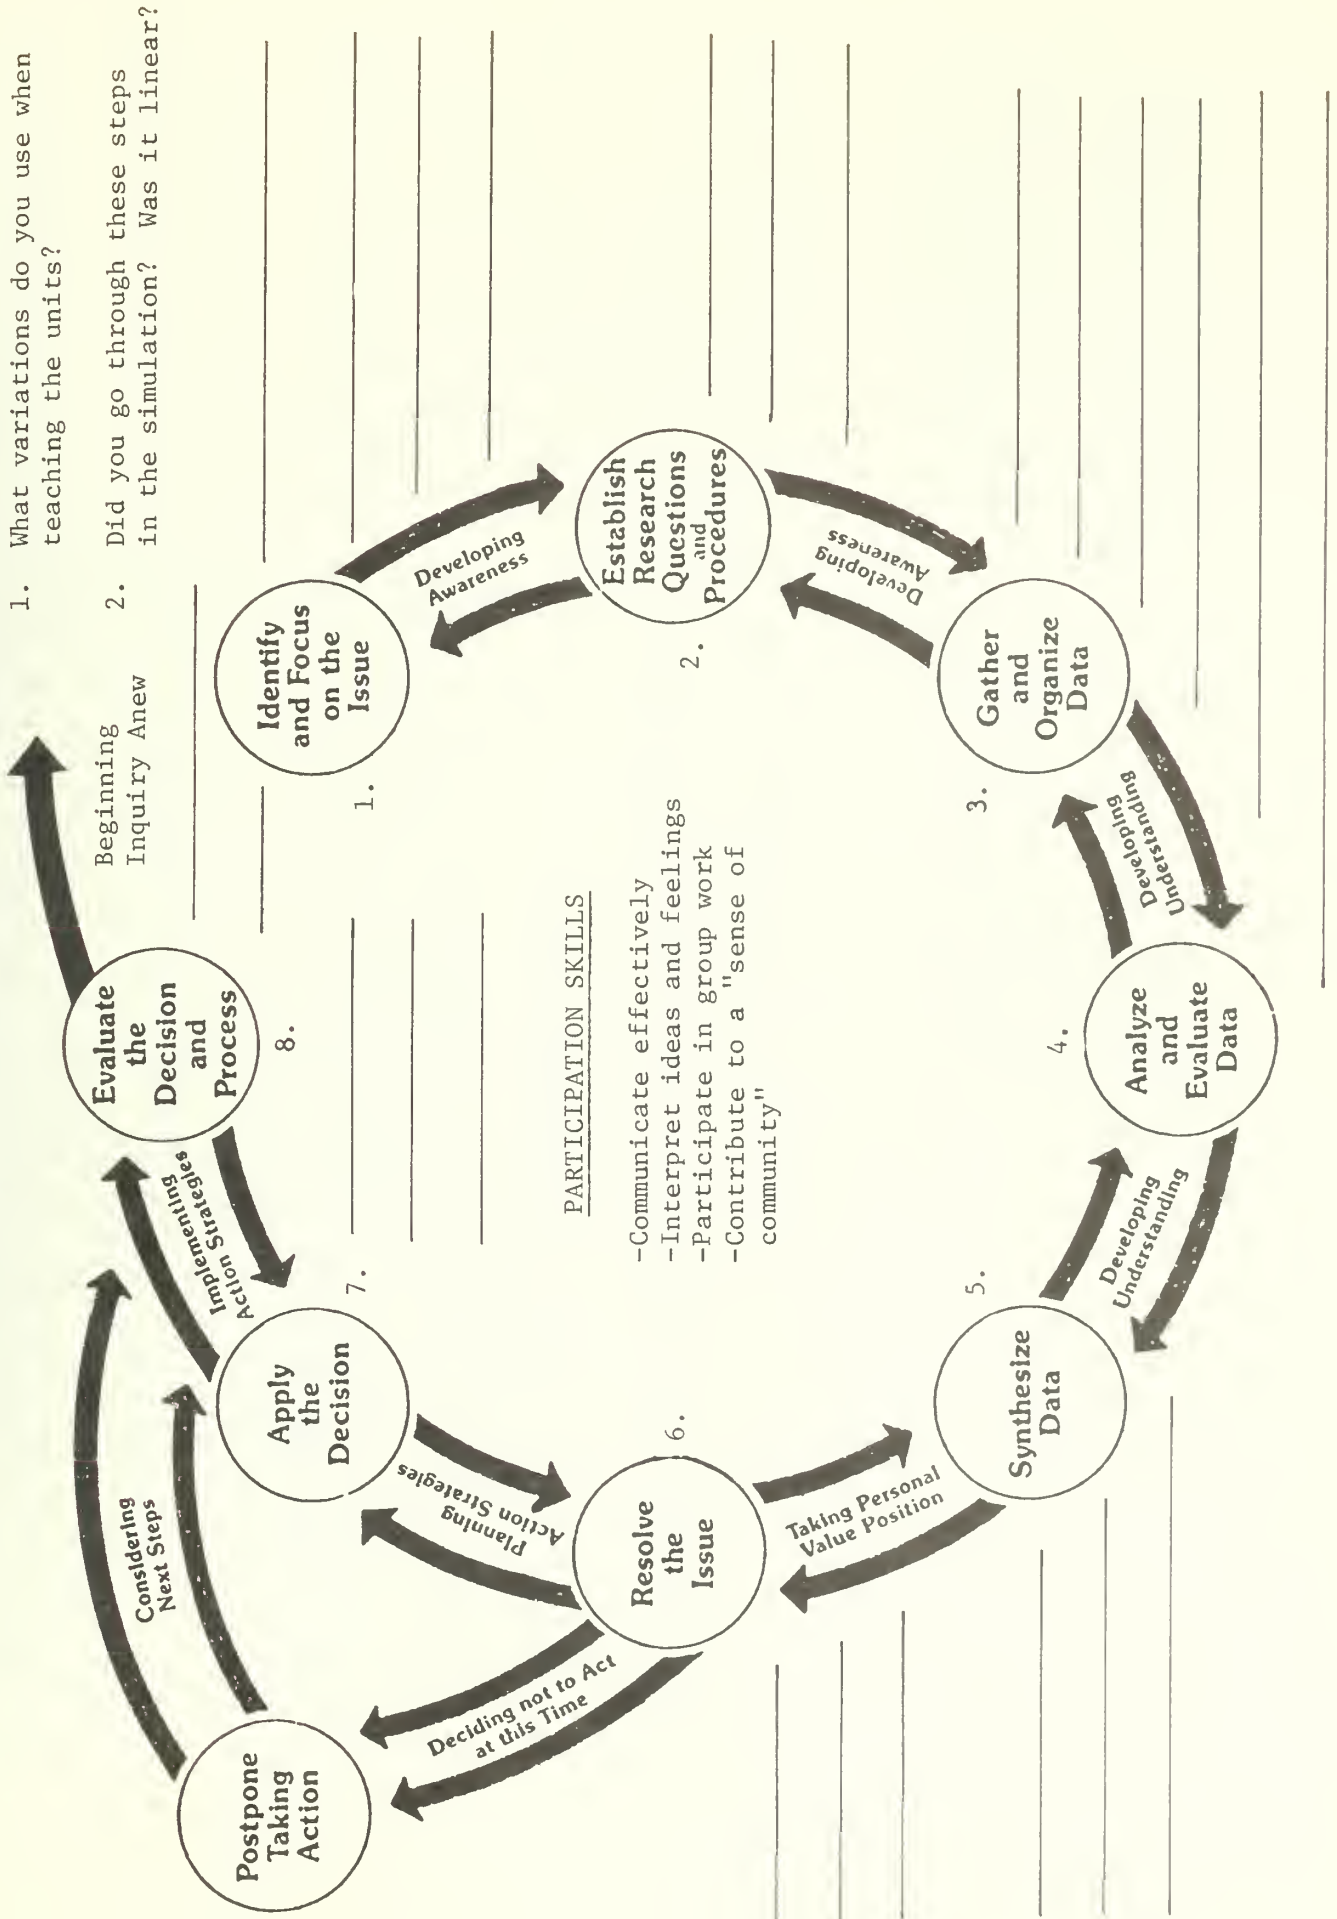 1. What variations do you use when
teaching the units?
2. Did you go through these steps
in the simulation? Was it linear?
Beginning
Inquiry Anew
Identify
and Focus
on the
Issue
1.
Developing
Awareness
Establish
Research
Questions
and
Procedures
2.
Developing
Awareness
Gather
and
Organize
Data
3.
Developing
Understanding
Analyze
and
Evaluate
Data
4.
Developing
Understanding
Synthesize
Data
5.
Taking Personal
Value Position
Resolve
the
Issue
6.
Planning
Action Strategies
Apply
the
Decision
7.
Implementing
Action Strategies
Evaluate
the
Decision
and
Process
8.
Deciding not to Act
at this Time
Postpone
Taking
Action
Considering
Next Steps
PARTICIPATION SKILLS
-Communicate effectively
-Interpret ideas and feelings
-Participate in group work
-Contribute to a "sense of
community"